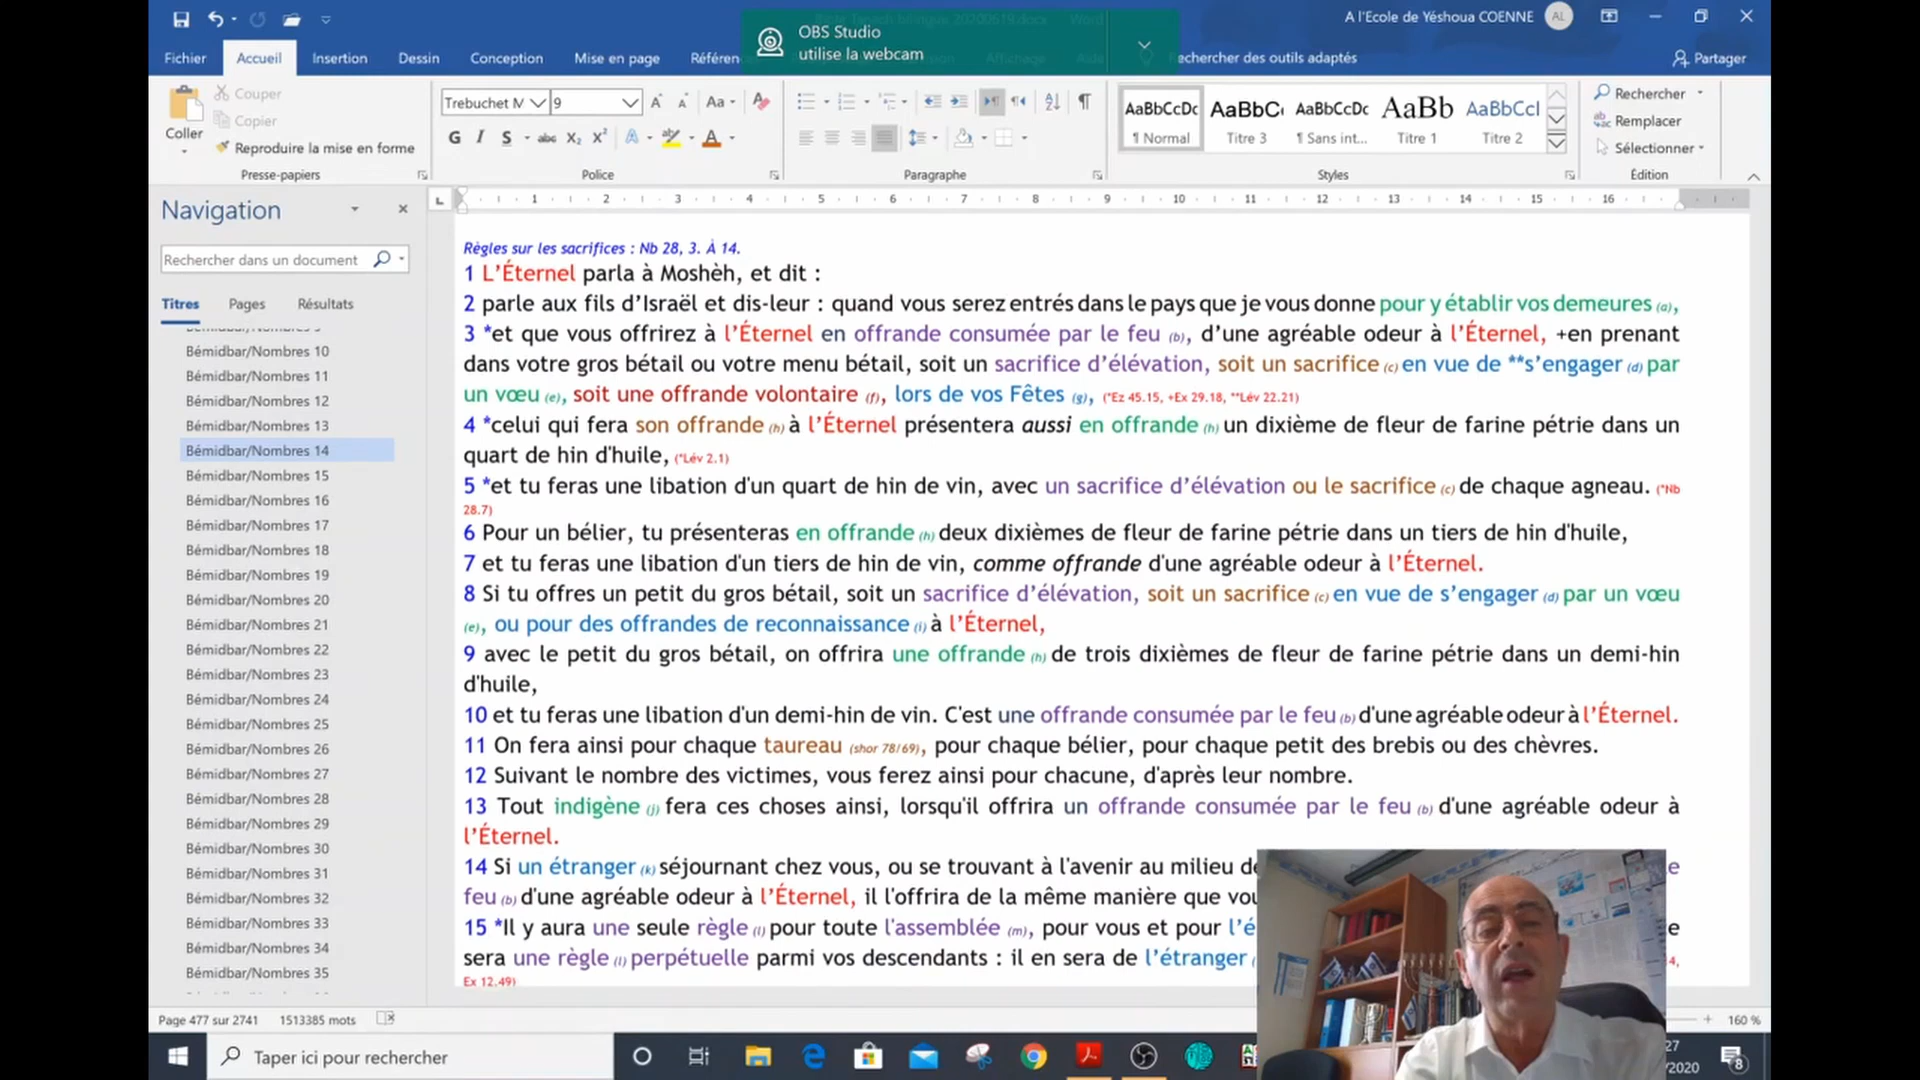 A l'Ecole de Yéshoua COENNE AL
OBS Studio
utilise la webcam
Fichier Accueil Insertion Dessin Conception Mise en page Référen Rechercher des outils adaptés Partager
Coller
Couper
Copier
Reproduire la mise en forme
Presse-papiers
Trebuchet M 9
Aa
G I S abc X₂ X² A A
Police
Paragraphe
AaBbCcDc AaBbC AaBbCcDc AaBb AaBbCcI
¶ Normal Titre 3 ¶ Sans int... Titre 1 Titre 2
Styles
Rechercher
Remplacer
Sélectionner
Édition
1 2 3 4 5 6 7 8 9 10 11 12 13 14 15 16
Navigation
Rechercher dans un document
Titres Pages Résultats
Bémidbar/Nombres 10
Bémidbar/Nombres 11
Bémidbar/Nombres 12
Bémidbar/Nombres 13
Bémidbar/Nombres 14
Bémidbar/Nombres 15
Bémidbar/Nombres 16
Bémidbar/Nombres 17
Bémidbar/Nombres 18
Bémidbar/Nombres 19
Bémidbar/Nombres 20
Bémidbar/Nombres 21
Bémidbar/Nombres 22
Bémidbar/Nombres 23
Bémidbar/Nombres 24
Bémidbar/Nombres 25
Bémidbar/Nombres 26
Bémidbar/Nombres 27
Bémidbar/Nombres 28
Bémidbar/Nombres 29
Bémidbar/Nombres 30
Bémidbar/Nombres 31
Bémidbar/Nombres 32
Bémidbar/Nombres 33
Bémidbar/Nombres 34
Bémidbar/Nombres 35
Règles sur les sacrifices : Nb 28, 3. À 14.
1 L’Éternel parla à Moshèh, et dit :
2 parle aux fils d’Israël et dis-leur : quand vous serez entrés dans le pays que je vous donne pour y établir vos demeures (a),
3 *et que vous offrirez à l’Éternel en offrande consumée par le feu (b), d’une agréable odeur à l’Éternel, +en prenant
dans votre gros bétail ou votre menu bétail, soit un sacrifice d’élévation, soit un sacrifice (c) en vue de **s’engager (d) par
un vœu (e), soit une offrande volontaire (f), lors de vos Fêtes (g), (*Ez 45.15, +Ex 29.18, **Lév 22.21)
4 *celui qui fera son offrande (h) à l’Éternel présentera aussi en offrande (h) un dixième de fleur de farine pétrie dans un
quart de hin d'huile, (*Lév 2.1)
5 *et tu feras une libation d'un quart de hin de vin, avec un sacrifice d’élévation ou le sacrifice (c) de chaque agneau. (*Nb
28.7)
6 Pour un bélier, tu présenteras en offrande (h) deux dixièmes de fleur de farine pétrie dans un tiers de hin d'huile,
7 et tu feras une libation d'un tiers de hin de vin, comme offrande d'une agréable odeur à l’Éternel.
8 Si tu offres un petit du gros bétail, soit un sacrifice d’élévation, soit un sacrifice (c) en vue de s’engager (d) par un vœu
(e), ou pour des offrandes de reconnaissance (i) à l’Éternel,
9 avec le petit du gros bétail, on offrira une offrande (h) de trois dixièmes de fleur de farine pétrie dans un demi-hin
d'huile,
10 et tu feras une libation d'un demi-hin de vin. C'est une offrande consumée par le feu (b) d'une agréable odeur à l’Éternel.
11 On fera ainsi pour chaque taureau (shor 78/69), pour chaque bélier, pour chaque petit des brebis ou des chèvres.
12 Suivant le nombre des victimes, vous ferez ainsi pour chacune, d'après leur nombre.
13 Tout indigène (j) fera ces choses ainsi, lorsqu'il offrira un offrande consumée par le feu (b) d'une agréable odeur à
l’Éternel.
14 Si un étranger (k) séjournant chez vous, ou se trouvant à l'avenir au milieu de
feu (b) d'une agréable odeur à l’Éternel, il l'offrira de la même manière que vou
15 *Il y aura une seule règle (l) pour toute l'assemblée (m), pour vous et pour l’é
sera une règle (l) perpétuelle parmi vos descendants : il en sera de l’étranger
Ex 12.49)
Page 477 sur 2741 1513385 mots 160 %
Taper ici pour rechercher
27
/2020
8